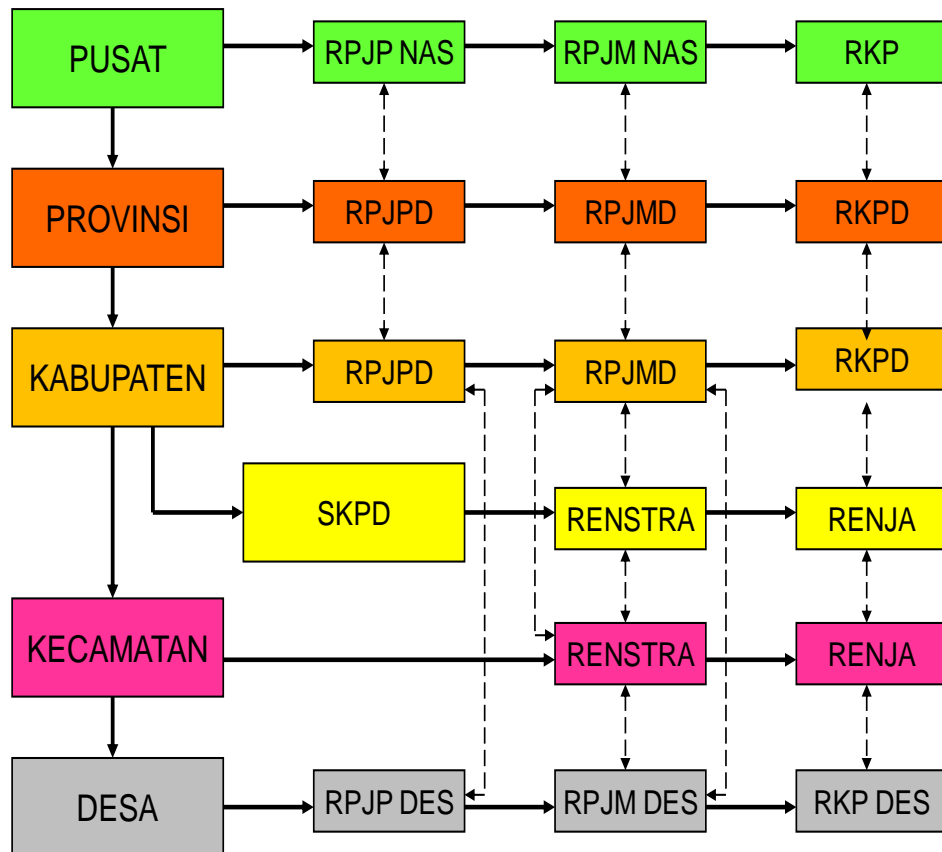 PUSAT
RPJP NAS
RPJM NAS
RKP
PROVINSI
RPJPD
RPJMD
RKPD
KABUPATEN
RPJPD
RPJMD
RKPD
SKPD
RENSTRA
RENJA
KECAMATAN
RENSTRA
RENJA
DESA
RPJP DES
RPJM DES
RKP DES